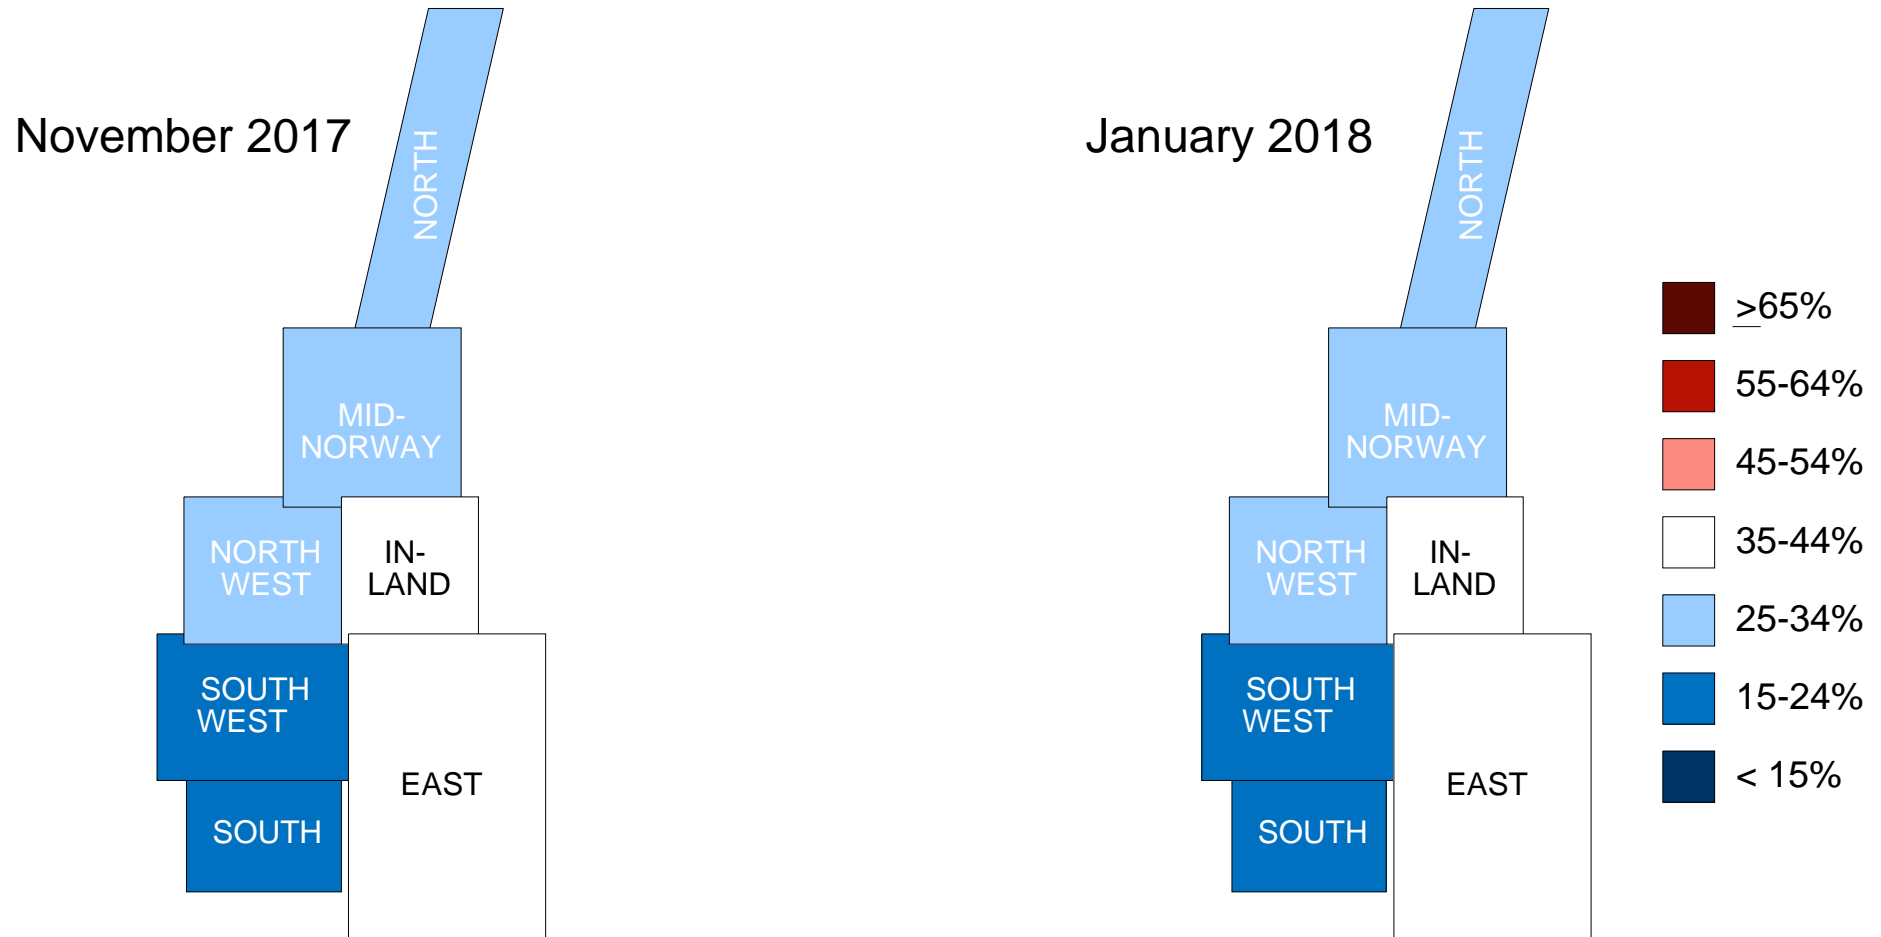 November 2017
NORTH
MID-
NORWAY
NORTH
WEST
IN-
LAND
SOUTH
WEST
EAST
SOUTH
January 2018
NORTH
MID-
NORWAY
NORTH
WEST
IN-
LAND
SOUTH
WEST
EAST
SOUTH
>65%
55-64%
45-54%
35-44%
25-34%
15-24%
< 15%